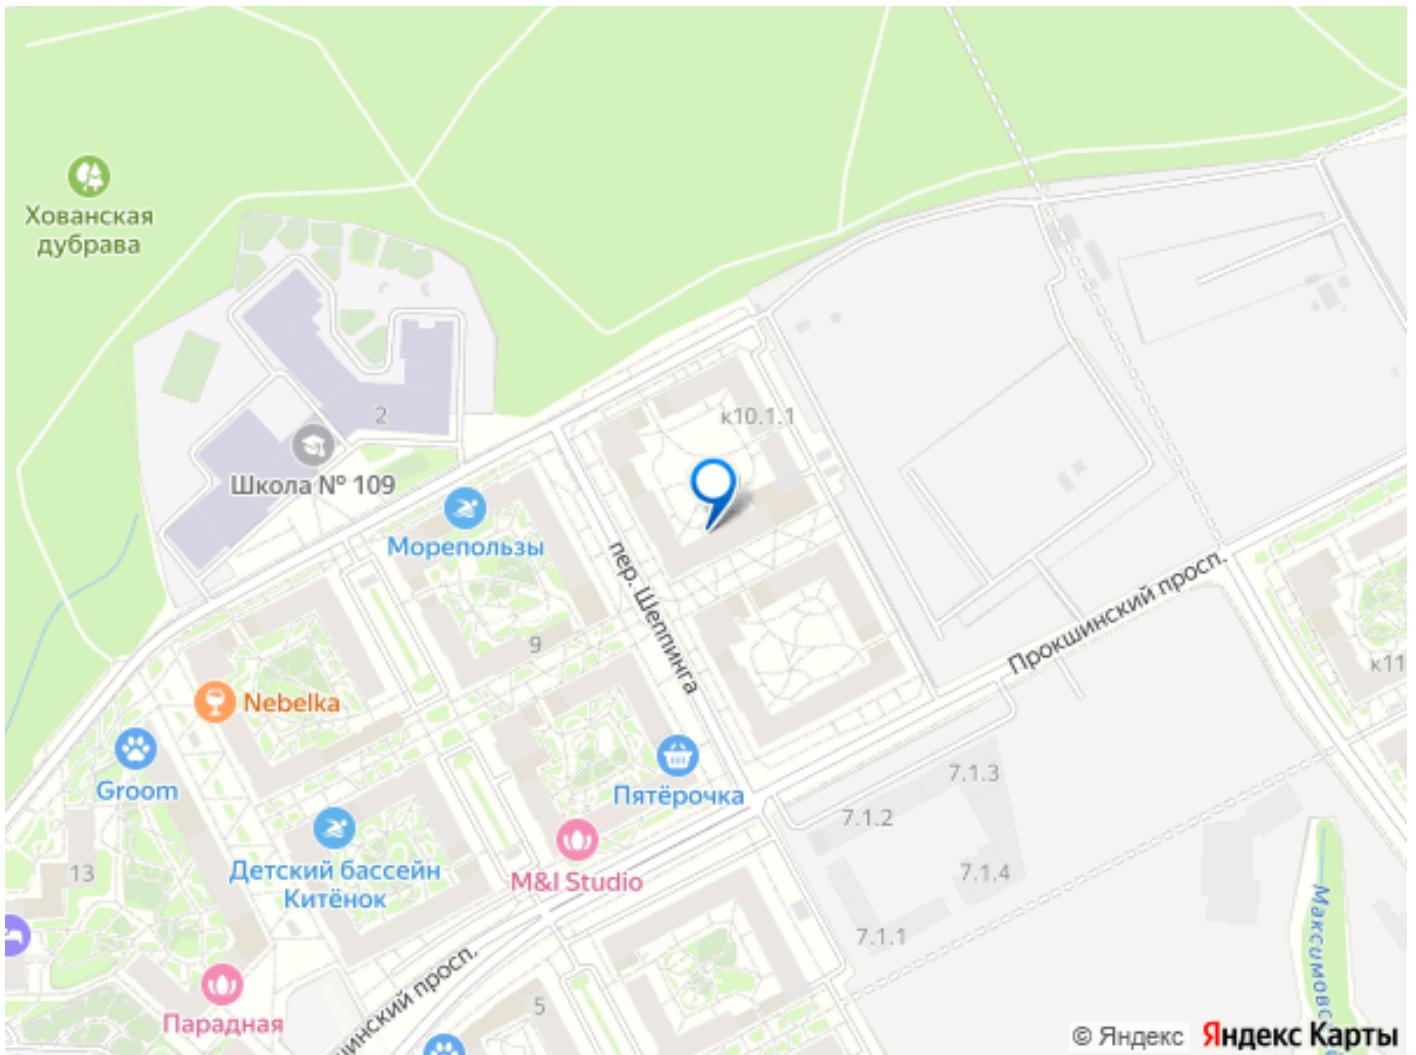 Хованская
дубрава
к10.1.1
2
Школа № 109
Морепользы
пер. Шеппинга
Прокшинский просп.
9
к11
Nebelka
Groom
Пятёрочка
7.1.3
7.1.2
Детский бассейн
Китёнок
M&I Studio
7.1.4
13
7.1.1
Максимовс
шинский просп.
5
Парадная
© Яндекс Яндекс Карты